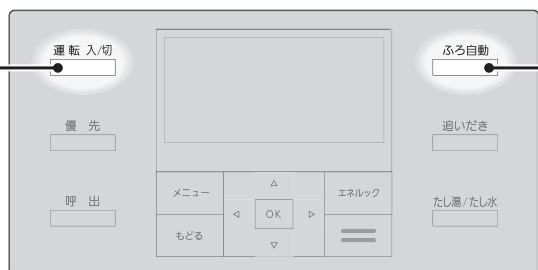 運転 入/切
ふろ自動
優 先
追いだき
呼 出
メニュー
エネルック
OK
もどる
たし湯/たし水